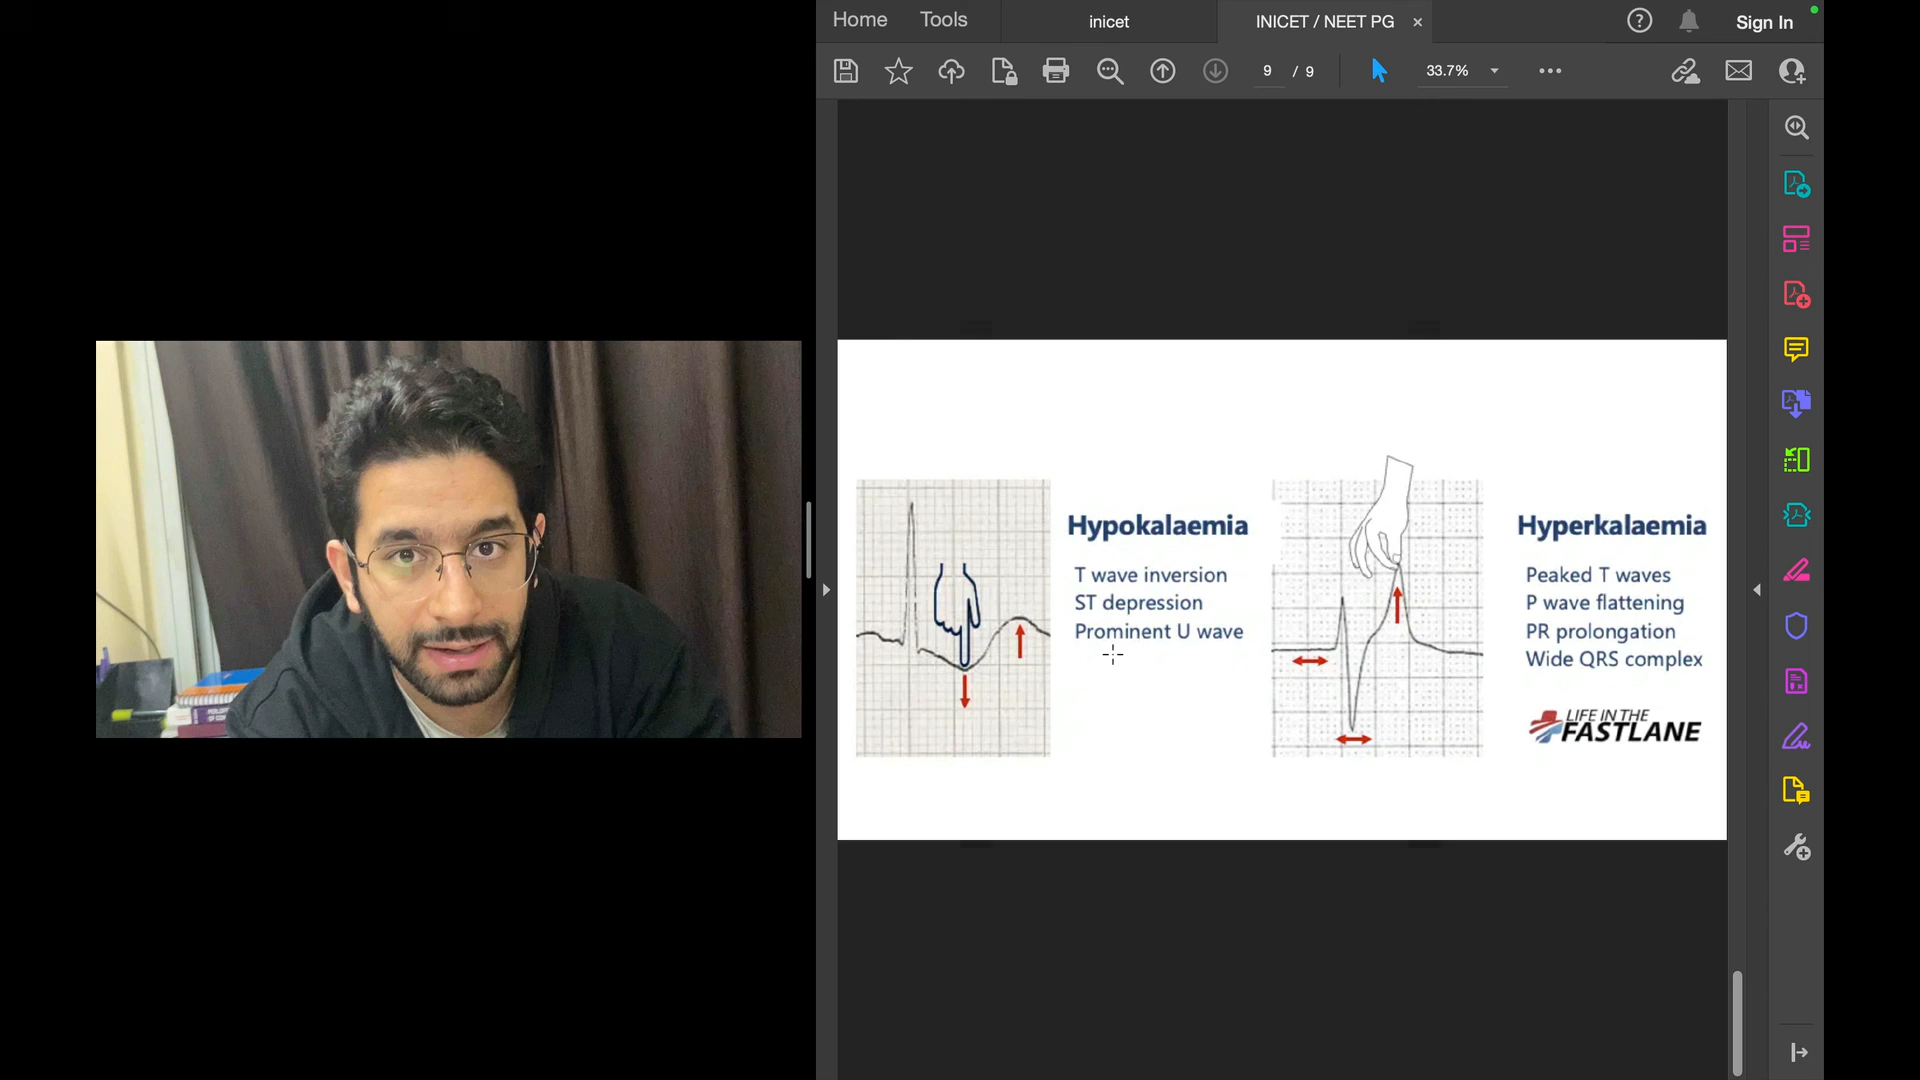 Home
Tools
inicet
INICET / NEET PG
Sign In
9 / 9
33.7%
Hypokalaemia
T wave inversion
ST depression
Prominent U wave
Hyperkalaemia
Peaked T waves
P wave flattening
PR prolongation
Wide QRS complex
LIFE IN THE
FASTLANE